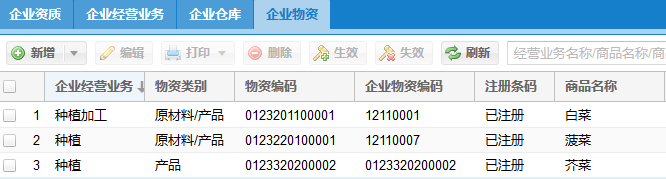 企业资质 企业经营业务 企业仓库 企业物资
新增 编辑 打印 删除 生效 失效 刷新 经营业务名称/商品名称/商
企业经营业务 物资类别 物资编码 企业物资编码 注册条码 商品名称
1 种植加工 原材料/产品 0123201100001 12110001 已注册 白菜
2 种植 原材料/产品 0123220100001 12110007 已注册 菠菜
3 种植 产品 0123320200002 0123320200002 已注册 芥菜